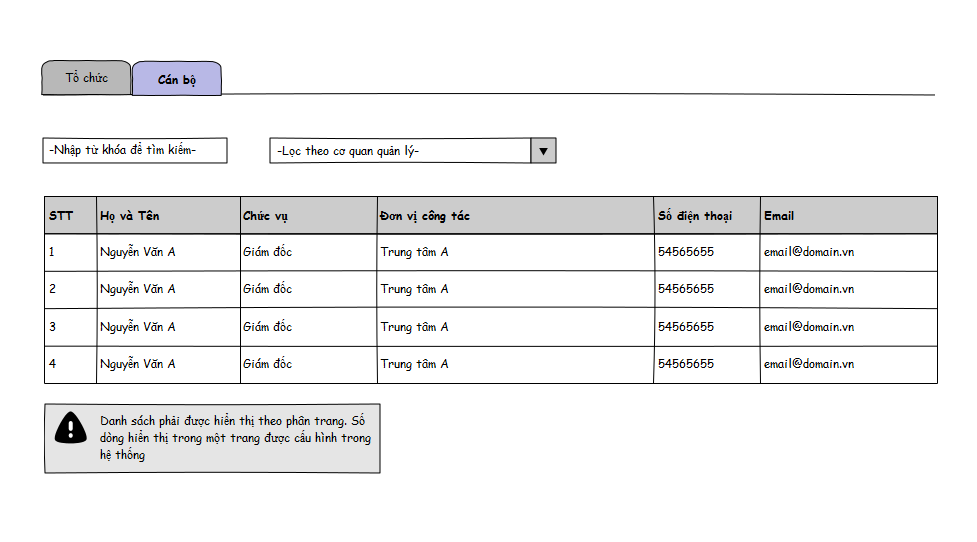 Tổ chức
Cán bộ
-Nhập từ khóa để tìm kiếm-
-Lọc theo cơ quan quản lý-
STT Họ và Tên Chức vụ Đơn vị công tác Số điện thoại Email
1 Nguyễn Văn A Giám đốc Trung tâm A 54565655 email@domain.vn
2 Nguyễn Văn A Giám đốc Trung tâm A 54565655 email@domain.vn
3 Nguyễn Văn A Giám đốc Trung tâm A 54565655 email@domain.vn
4 Nguyễn Văn A Giám đốc Trung tâm A 54565655 email@domain.vn
Danh sách phải được hiển thị theo phân trang. Số
dòng hiển thị trong một trang được cấu hình trong
hệ thống